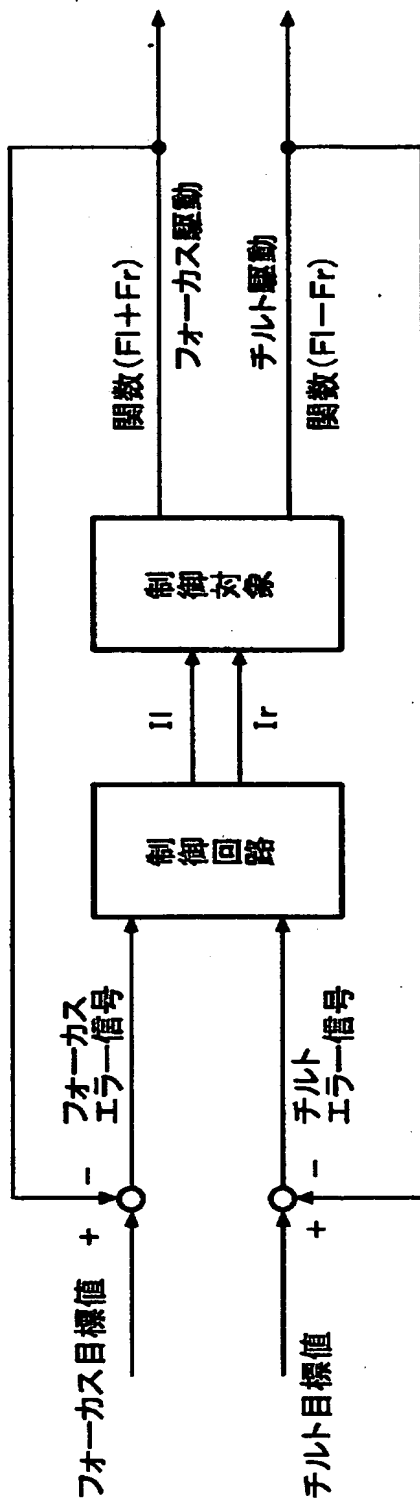 フォーカス目標値
+
−
フォーカス
エラー信号
チルト目標値
+
−
チルト
エラー信号
制御回路
Il
Ir
制御対象
関数(Fl+Fr)
フォーカス駆動
チルト駆動
関数(Fl−Fr)